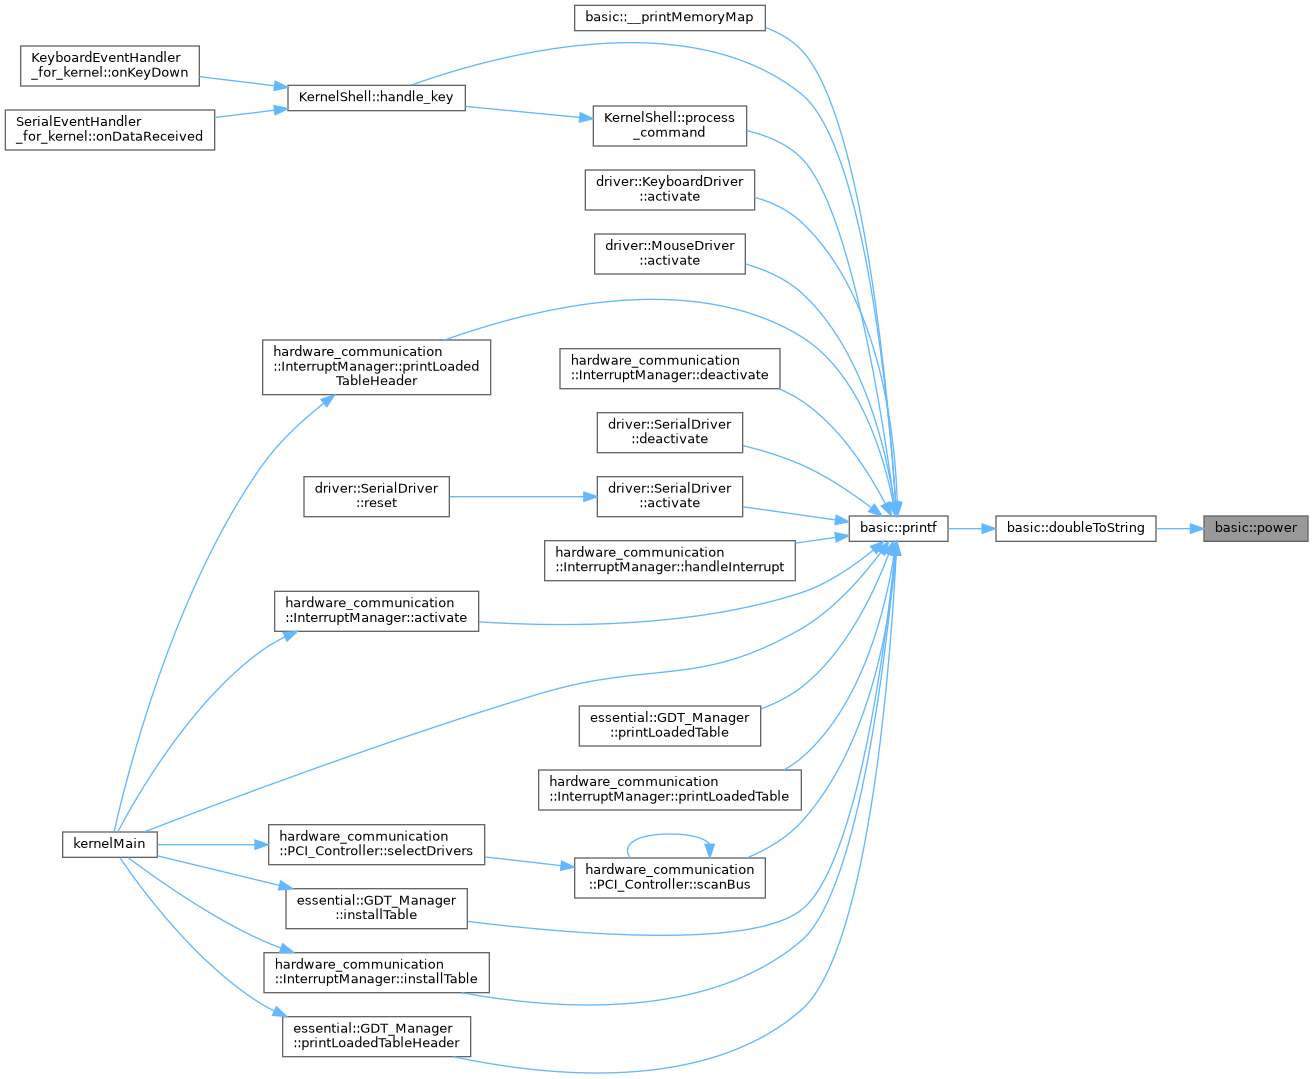 basic::__printMemoryMap
KeyboardEventHandler
_for_kernel::onKeyDown
KernelShell::handle_key
SerialEventHandler
_for_kernel::onDataReceived
KernelShell::process
_command
driver::KeyboardDriver
::activate
driver::MouseDriver
::activate
hardware_communication
::InterruptManager::printLoaded
TableHeader
hardware_communication
::InterruptManager::deactivate
driver::SerialDriver
::deactivate
driver::SerialDriver
::reset
driver::SerialDriver
::activate
basic::printf
basic::doubleToString
basic::power
hardware_communication
::InterruptManager::handleInterrupt
hardware_communication
::InterruptManager::activate
essential::GDT_Manager
::printLoadedTable
hardware_communication
::InterruptManager::printLoadedTable
kernelMain
hardware_communication
::PCI_Controller::selectDrivers
hardware_communication
::PCI_Controller::scanBus
essential::GDT_Manager
::installTable
hardware_communication
::InterruptManager::installTable
essential::GDT_Manager
::printLoadedTableHeader